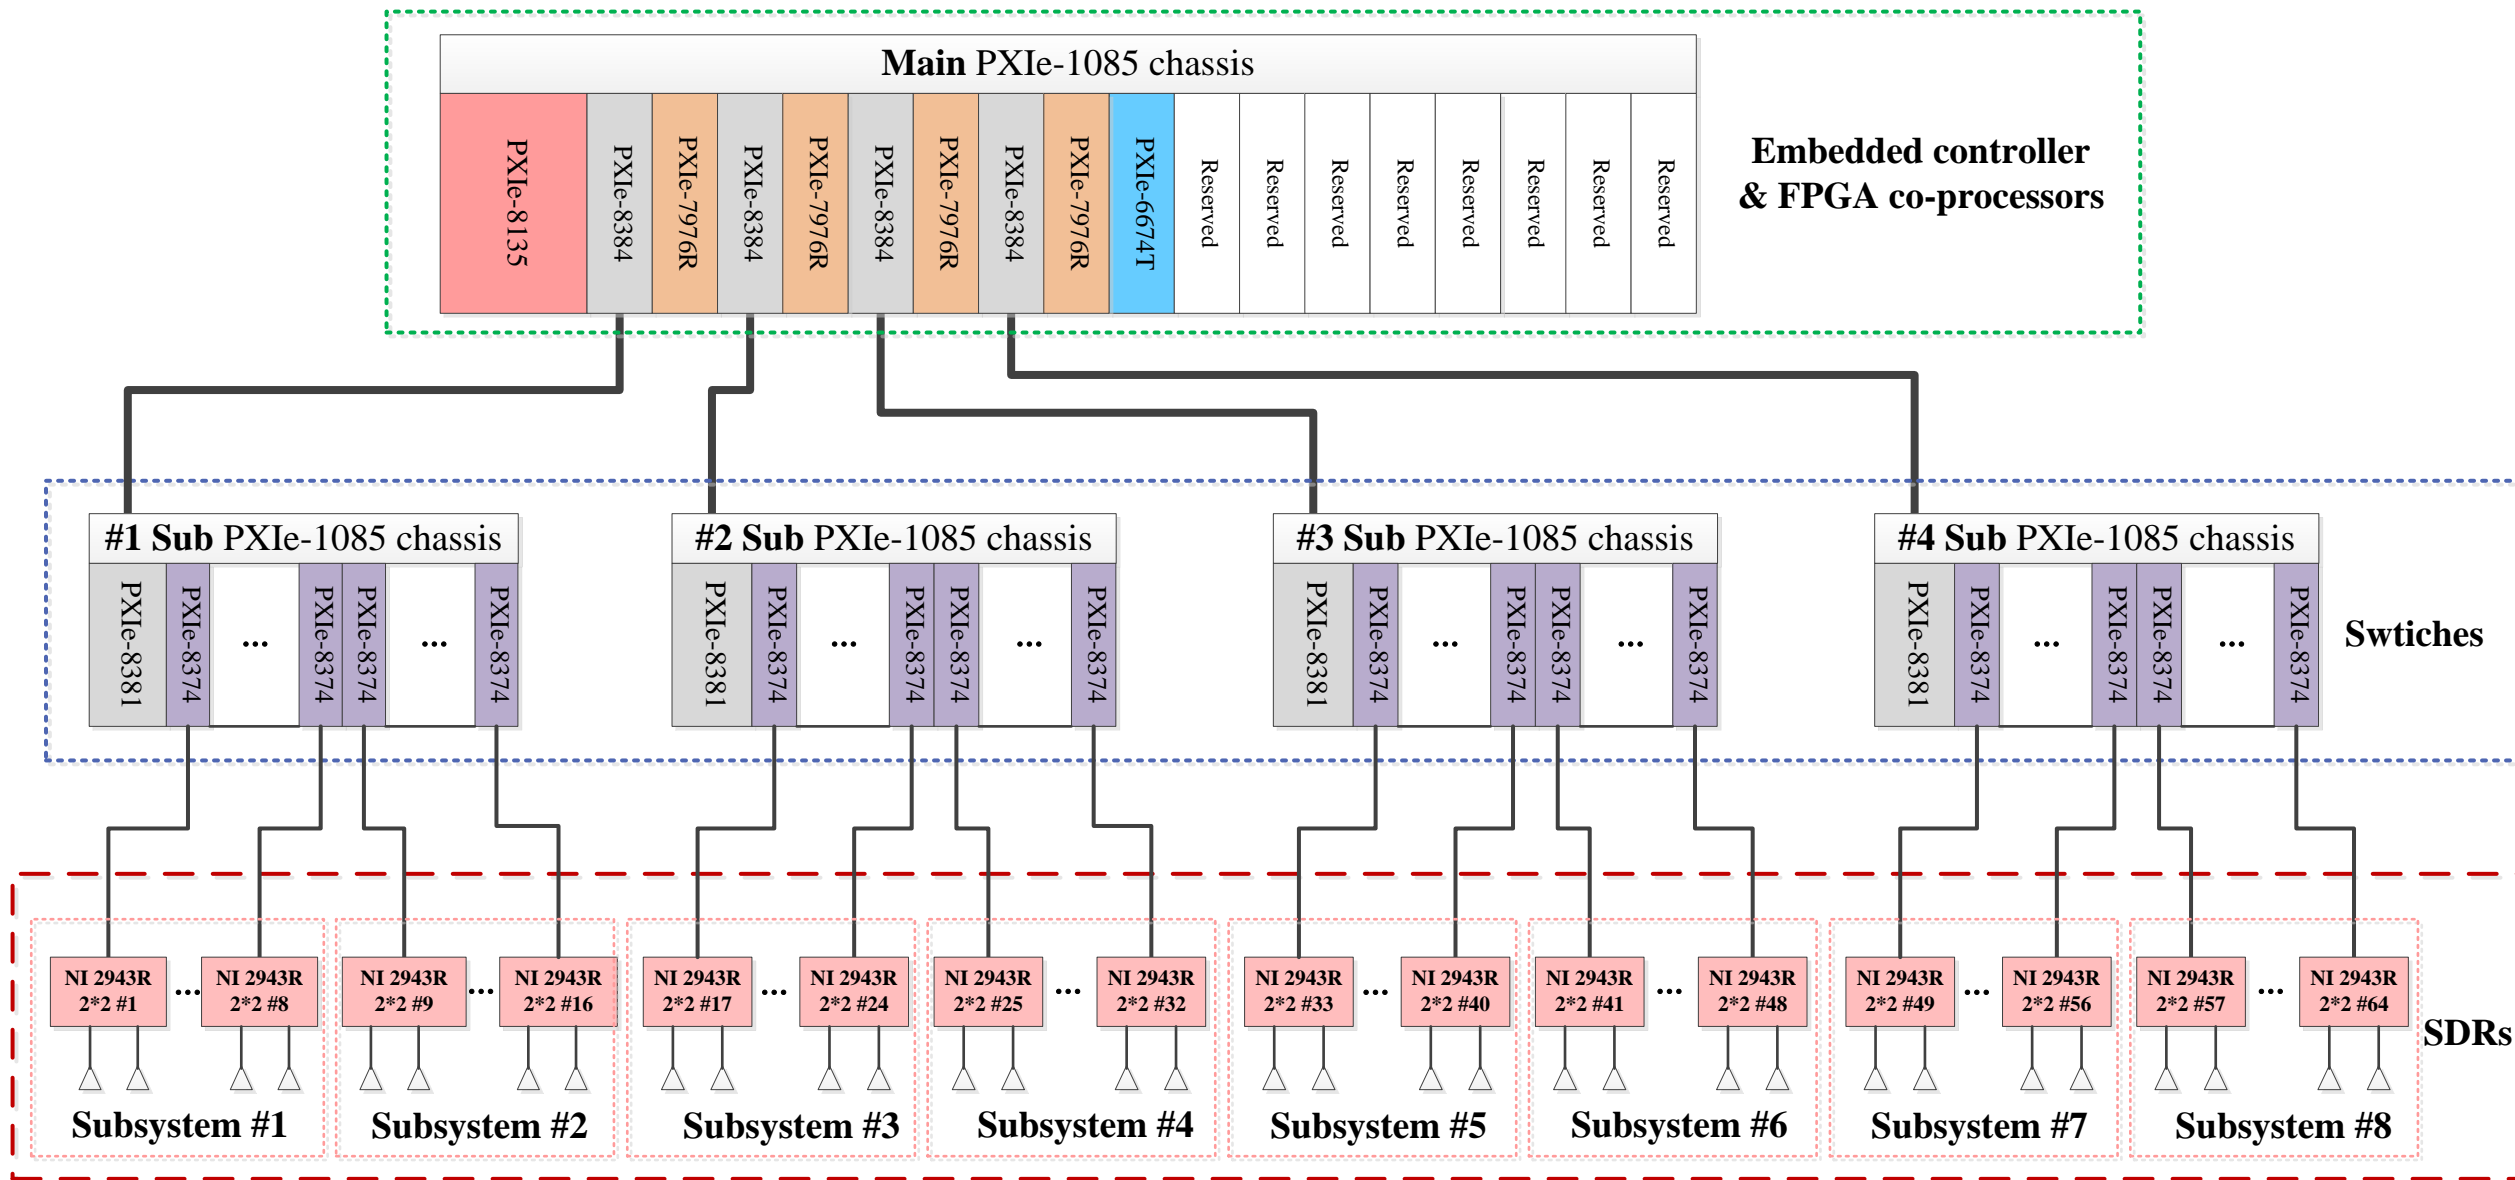 Main PXIe-1085 chassis
PXIe-8135
PXIe-8384
PXIe-7976R
PXIe-8384
PXIe-7976R
PXIe-8384
PXIe-7976R
PXIe-8384
PXIe-7976R
PXIe-6674T
Reserved
Reserved
Reserved
Reserved
Reserved
Reserved
Reserved
Reserved
Embedded controller
& FPGA co-processors
#1 Sub PXIe-1085 chassis
PXIe-8381
PXIe-8374
...
PXIe-8374
PXIe-8374
...
PXIe-8374
#2 Sub PXIe-1085 chassis
PXIe-8381
PXIe-8374
...
PXIe-8374
PXIe-8374
...
PXIe-8374
#3 Sub PXIe-1085 chassis
PXIe-8381
PXIe-8374
...
PXIe-8374
PXIe-8374
...
PXIe-8374
#4 Sub PXIe-1085 chassis
PXIe-8381
PXIe-8374
...
PXIe-8374
PXIe-8374
...
PXIe-8374
Swtiches
NI 2943R
2*2 #1
...
NI 2943R
2*2 #8
Subsystem #1
NI 2943R
2*2 #9
...
NI 2943R
2*2 #16
Subsystem #2
NI 2943R
2*2 #17
...
NI 2943R
2*2 #24
Subsystem #3
NI 2943R
2*2 #25
...
NI 2943R
2*2 #32
Subsystem #4
NI 2943R
2*2 #33
...
NI 2943R
2*2 #40
Subsystem #5
NI 2943R
2*2 #41
...
NI 2943R
2*2 #48
Subsystem #6
NI 2943R
2*2 #49
...
NI 2943R
2*2 #56
Subsystem #7
NI 2943R
2*2 #57
...
NI 2943R
2*2 #64
Subsystem #8
SDRs